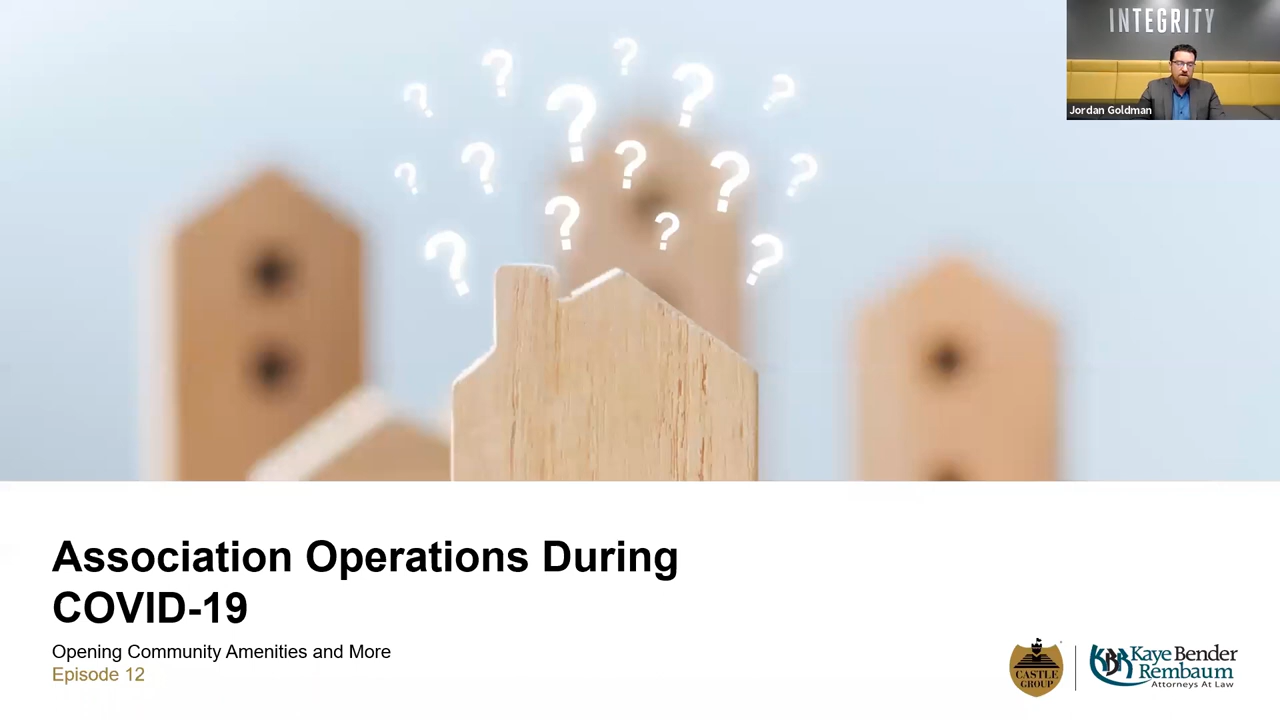 INTEGRITY
Jordan Goldman
? ? ? ? ? ? ? ? ? ? ? ? ? ? ?
Association Operations During
COVID-19
Opening Community Amenities and More
Episode 12
CASTLE
GROUP
KBR Kaye Bender
Rembaum
Attorneys At Law